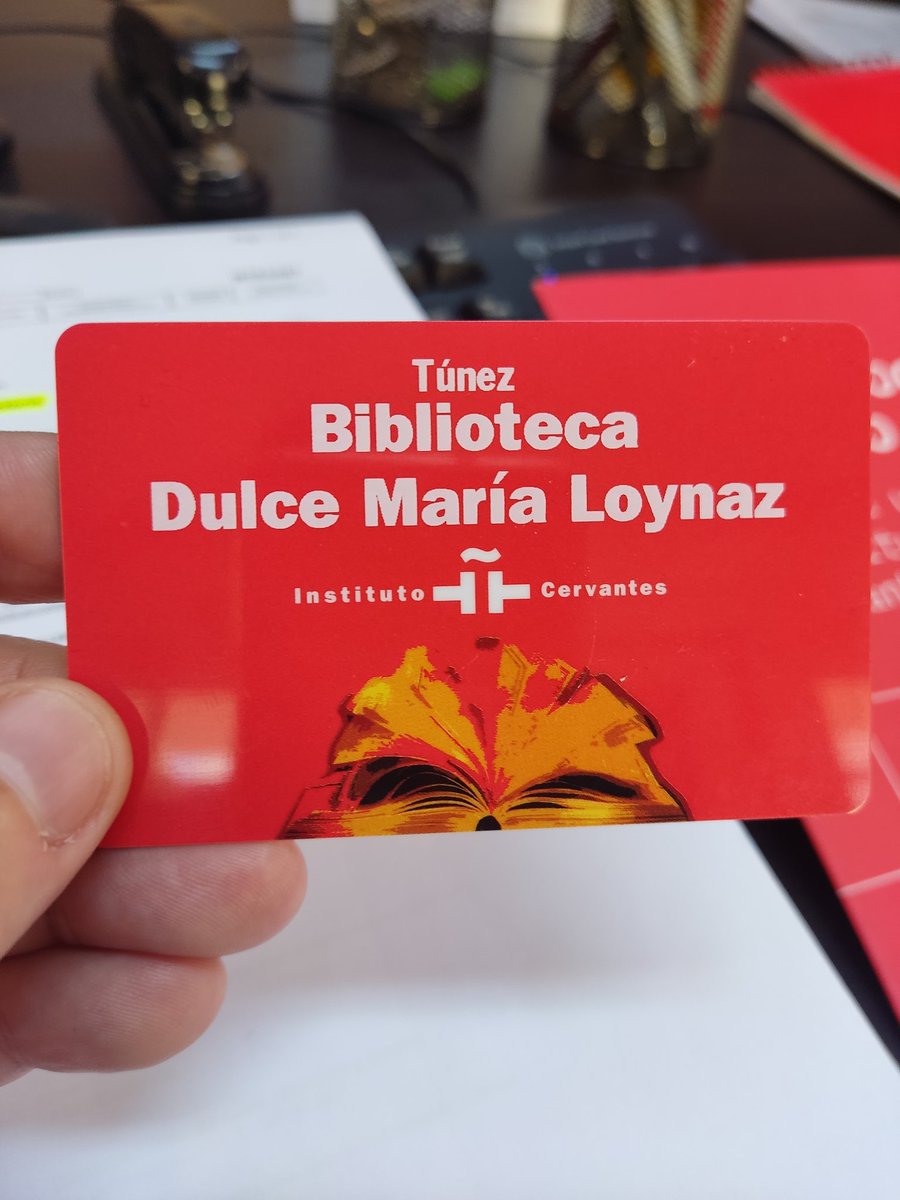 Túnez
Biblioteca
Dulce María Loynaz
Instituto Cervantes